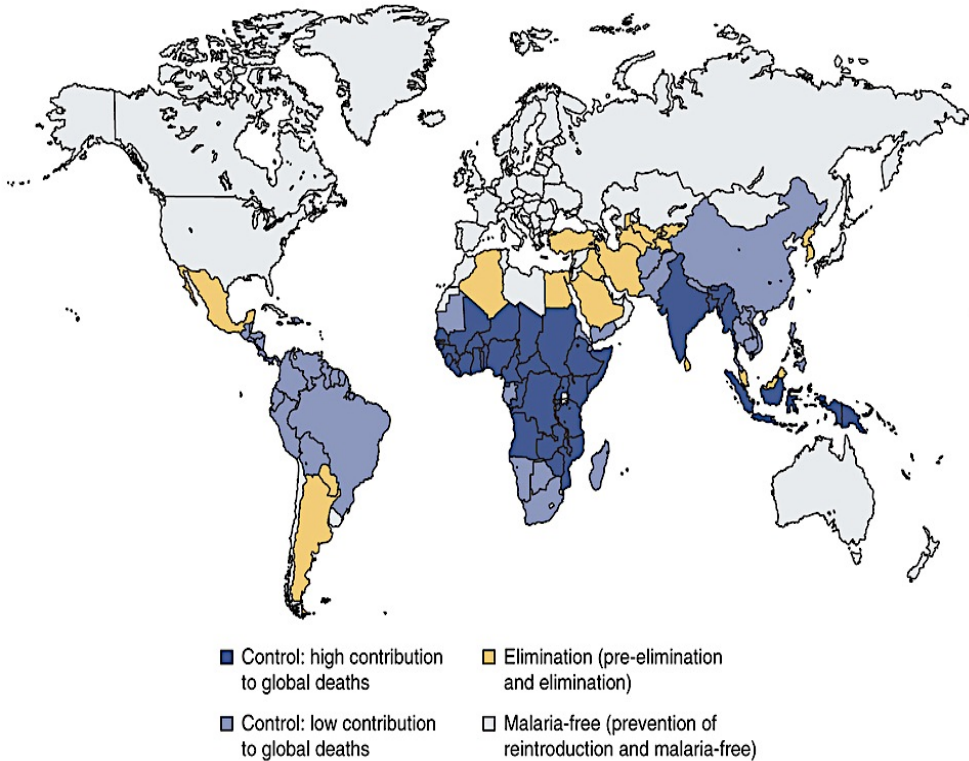 Control: high contribution
to global deaths
Control: low contribution
to global deaths
Elimination (pre-elimination
and elimination)
Malaria-free (prevention of
reintroduction and malaria-free)